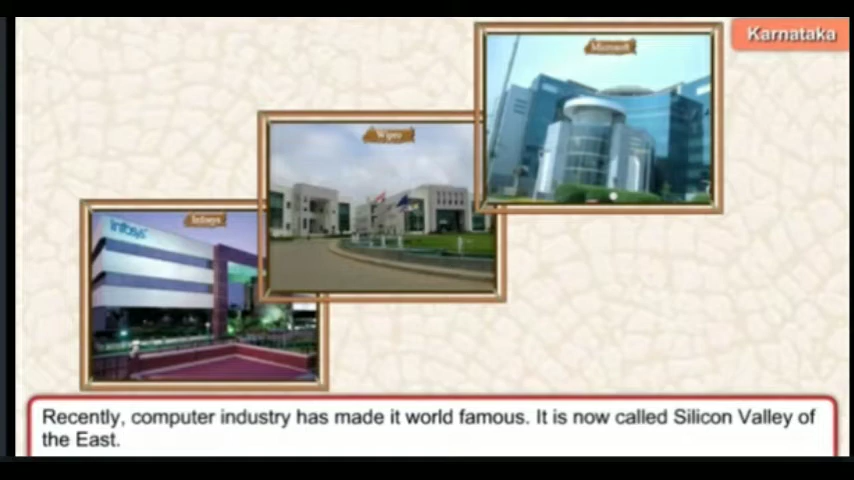 Karnataka
Microsoft
Wipro
Infosys
Infosys
Recently, computer industry has made it world famous. It is now called Silicon Valley of
the East.